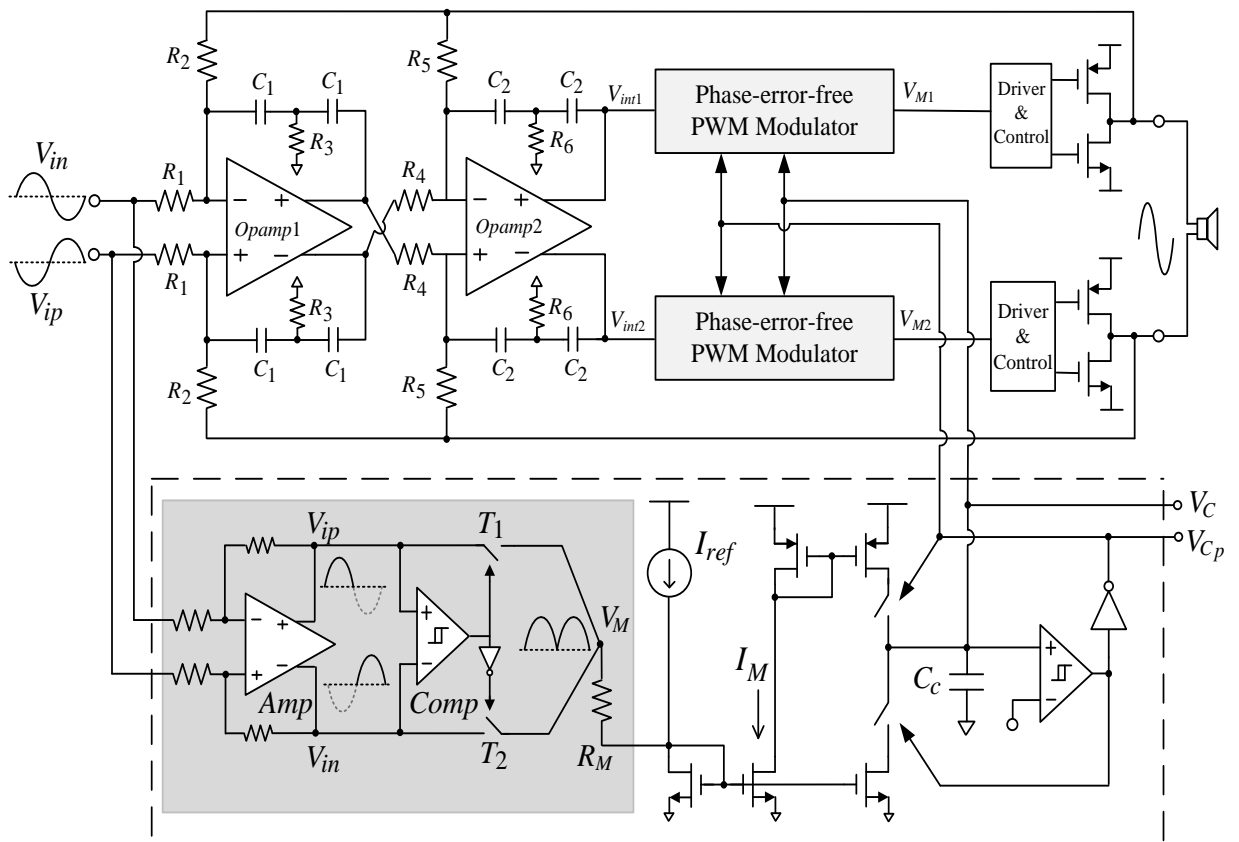 R2
C1
C1
R5
C2
C2
Vint1
Phase-error-free
PWM Modulator
VM1
Driver
&
Control
R3
R6
Vin
R1
R4
− +
Opamp1
+ −
− +
Opamp2
+ −
Vip
R1
R4
R3
R6
Vint2
Phase-error-free
PWM Modulator
VM2
Driver
&
Control
R2
C1
C1
R5
C2
C2
VC
VCp
Vip
T1
Iref
− +
+ −
Amp
+
−
Comp
VM
IM
Cc
+
−
Vin
T2
RM